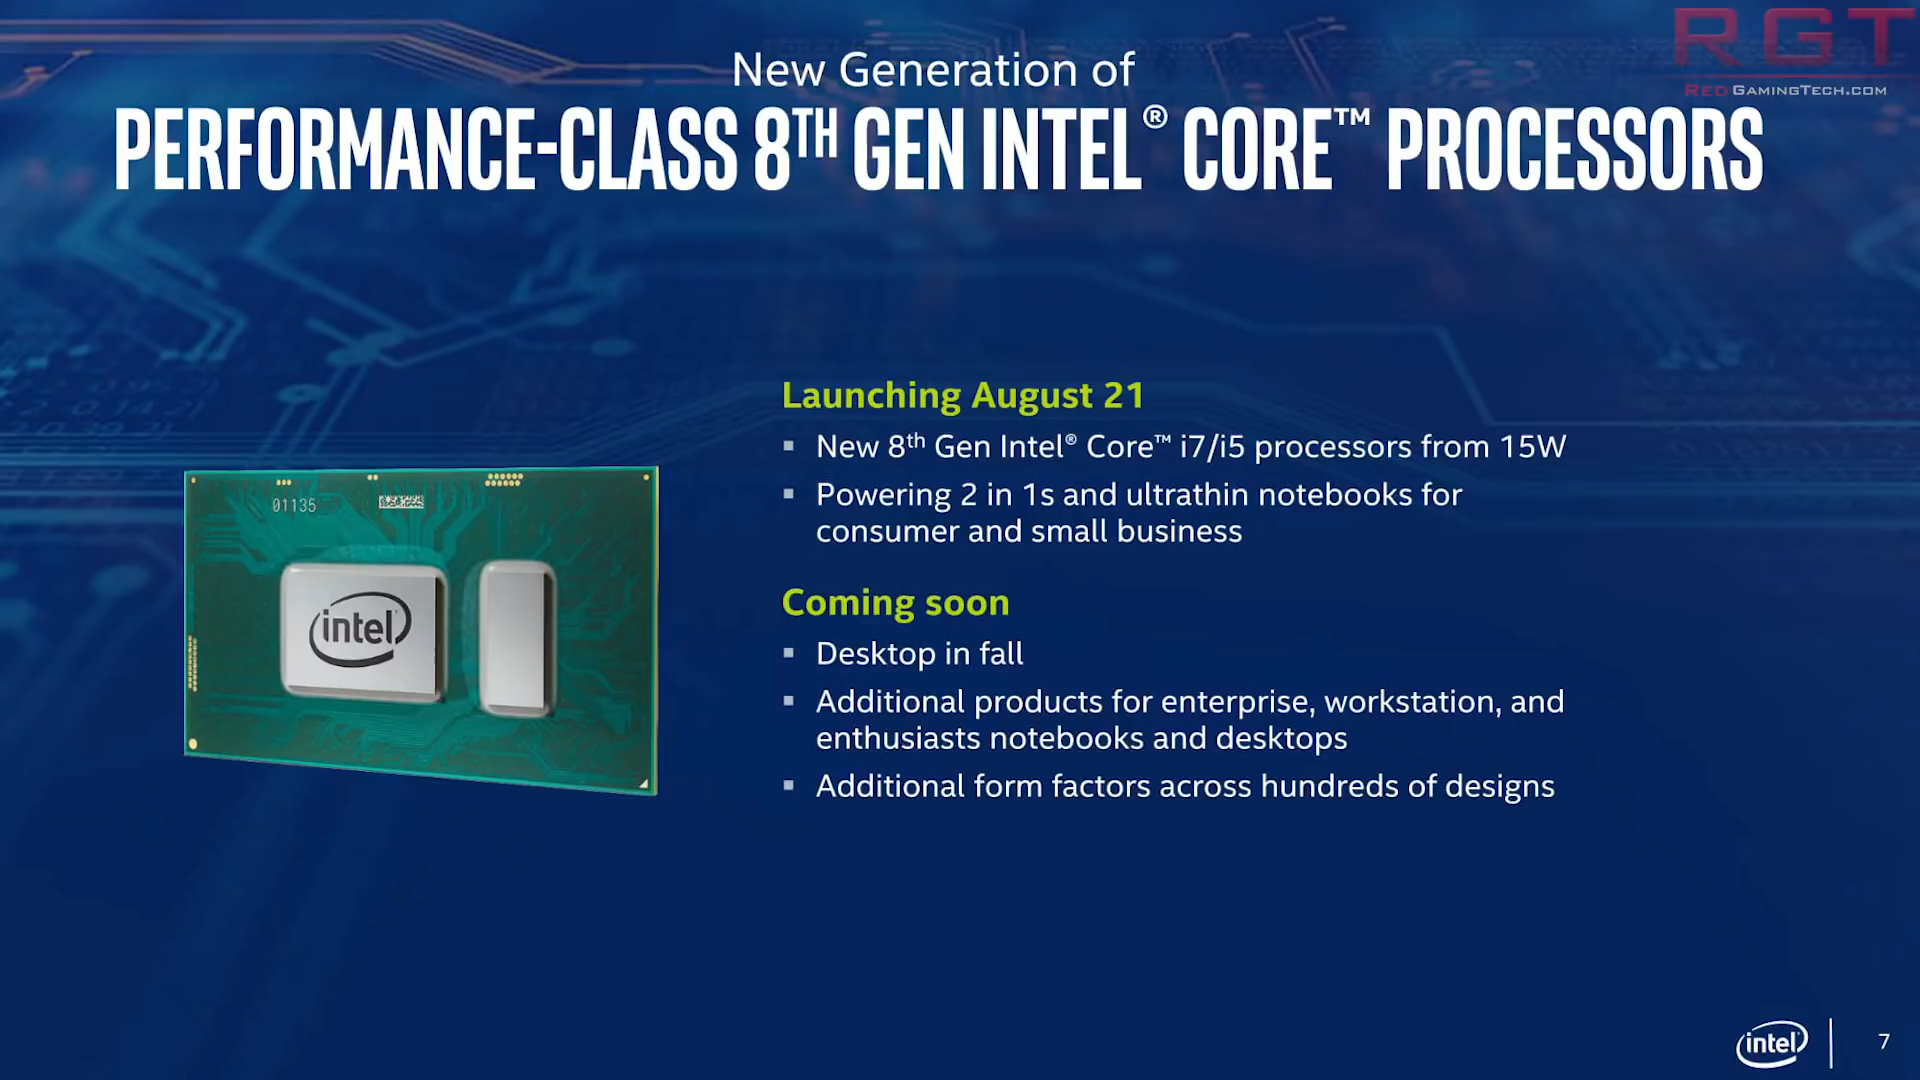 RGT
REDGAMINGTECH.COM
New Generation of
PERFORMANCE-CLASS 8TH GEN INTEL® CORE™ PROCESSORS
Launching August 21
▪ New 8th Gen Intel® Core™ i7/i5 processors from 15W
▪ Powering 2 in 1s and ultrathin notebooks for
consumer and small business
01135
intel
Coming soon
▪ Desktop in fall
▪ Additional products for enterprise, workstation, and
enthusiasts notebooks and desktops
▪ Additional form factors across hundreds of designs
intel
7